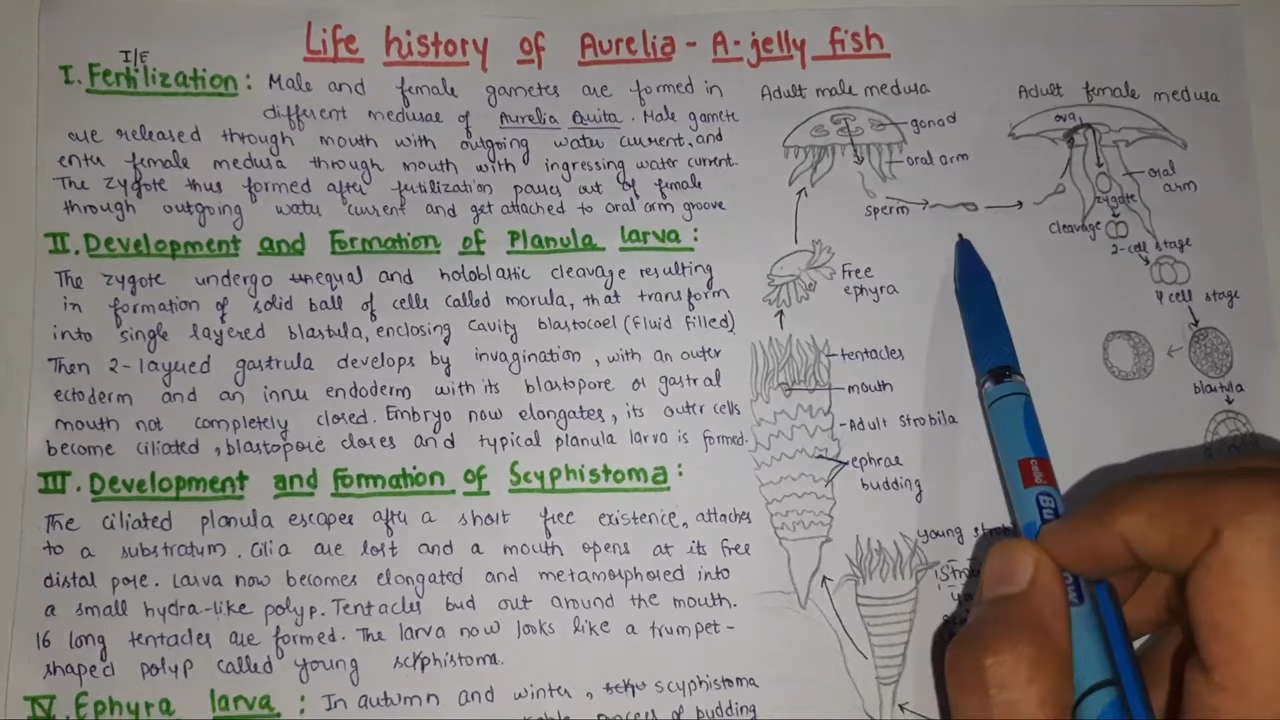 Life history of Aurelia - A-jelly fish
I/E
I. Fertilization : Male and female gametes are formed in
different medusae of Aurelia Aurita. Male gamete
are released through mouth with outgoing water current, and
enter female medusa through mouth with ingressing water current.
The zygote thus formed after fertilization passes out of female
through outgoing water current and get attached to oral arm groove
II. Development and Formation of Planula larva :
The zygote undergo unequal and holoblastic cleavage resulting
in formation of solid ball of cells called morula, that transform
into single layered blastula, enclosing cavity blastocoel (fluid filled)
Then 2-layered gastrula develops by invagination, with an outer
ectoderm and an inner endoderm with its blastopore or gastral
mouth not completely closed. Embryo now elongates, its outer cells
become ciliated, blastopore closes and typical planula larva is formed.
III. Development and Formation of Scyphistoma :
The ciliated planula escapes after a short free existence, attaches
to a substratum. Cilia are lost and a mouth opens at its free
distal pole. Larva now becomes elongated and metamorphosed into
a small hydra-like polyp. Tentacles bud out around the mouth.
16 long tentacles are formed. The larva now looks like a trumpet-
shaped polyp called young scyphistoma.
IV. Ephyra larva : In autumn and winter, scyphistoma
process of budding
Adult male medusa
gonad
oral arm
sperm
Free
ephyra
tentacles
mouth
Adult Strobila
ephrae
budding
young
Adult female medusa
ova
oral
arm
zygote
Cleavage
2-cell stage
4 cell stage
blastula
cello